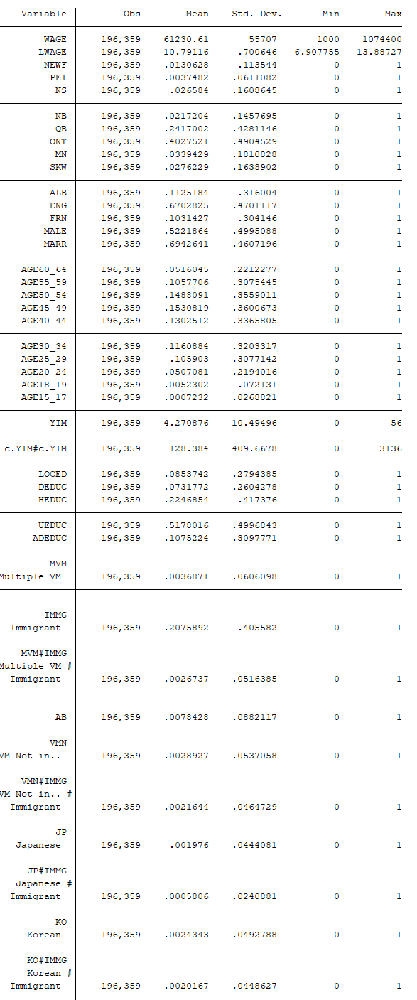 Variable Obs Mean Std. Dev. Min Max
WAGE 196,359 61230.61 55707 1000 1074400
LWAGE 196,359 10.79116 .700646 6.907755 13.88727
NEWF 196,359 .0130628 .113544 0 1
PEI 196,359 .0037482 .0611082 0 1
NS 196,359 .026584 .1608645 0 1
NB 196,359 .0217204 .1457695 0 1
QB 196,359 .2417002 .4281146 0 1
ONT 196,359 .4027521 .4904529 0 1
MN 196,359 .0339429 .1810828 0 1
SKW 196,359 .0276229 .1638902 0 1
ALB 196,359 .1125184 .316004 0 1
ENG 196,359 .6702825 .4701117 0 1
FRN 196,359 .1031427 .304146 0 1
MALE 196,359 .5221864 .4995088 0 1
MARR 196,359 .6942641 .4607196 0 1
AGE60_64 196,359 .0516045 .2212277 0 1
AGE55_59 196,359 .1057706 .3075445 0 1
AGE50_54 196,359 .1488091 .3559011 0 1
AGE45_49 196,359 .1530819 .3600673 0 1
AGE40_44 196,359 .1302512 .3365805 0 1
AGE30_34 196,359 .1160884 .3203317 0 1
AGE25_29 196,359 .105903 .3077142 0 1
AGE20_24 196,359 .0507081 .2194016 0 1
AGE18_19 196,359 .0052302 .072131 0 1
AGE15_17 196,359 .0007232 .0268821 0 1
YIM 196,359 4.270876 10.49496 0 56
c.YIM#c.YIM 196,359 128.384 409.6678 0 3136
LOCED 196,359 .0853742 .2794385 0 1
DEDUC 196,359 .0731772 .2604278 0 1
HEDUC 196,359 .2246854 .417376 0 1
UEDUC 196,359 .5178016 .4996843 0 1
ADEDUC 196,359 .1075224 .3097771 0 1
MVM
Multiple VM 196,359 .0036871 .0606098 0 1
IMMG
Immigrant 196,359 .2075892 .405582 0 1
MVM#IMMG
Multiple VM #
Immigrant 196,359 .0026737 .0516385 0 1
AB 196,359 .0078428 .0882117 0 1
VMN
VM Not in.. 196,359 .0028927 .0537058 0 1
VMN#IMMG
VM Not in.. #
Immigrant 196,359 .0021644 .0464729 0 1
JP
Japanese 196,359 .001976 .0444081 0 1
JP#IMMG
Japanese #
Immigrant 196,359 .0005806 .0240881 0 1
KO
Korean 196,359 .0024343 .0492788 0 1
KO#IMMG
Korean #
Immigrant 196,359 .0020167 .0448627 0 1